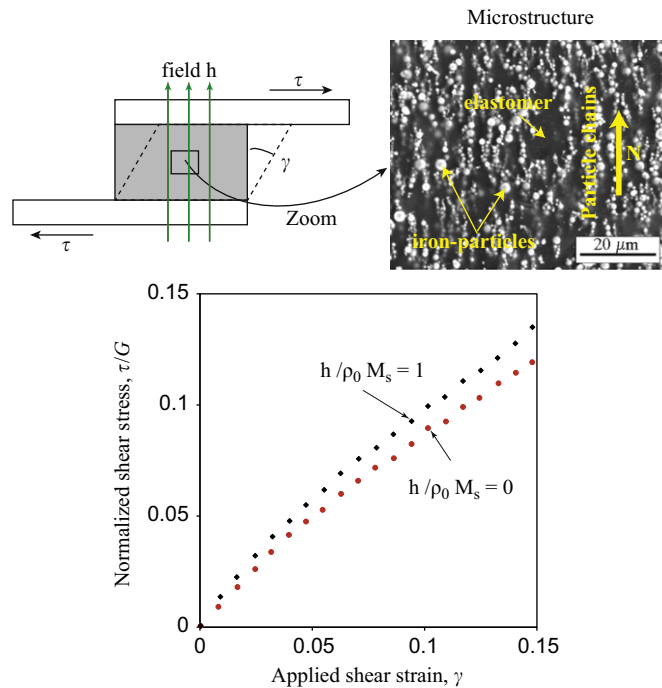 Microstructure
field h
τ
γ
Zoom
τ
elastomer
Particle chains
N
iron-particles
20 μm
0.15
0.1
0.05
0
Normalized shear stress, τ/G
h /ρ₀ Mₛ = 1
h /ρ₀ Mₛ = 0
0
0.05
0.1
0.15
Applied shear strain, γ